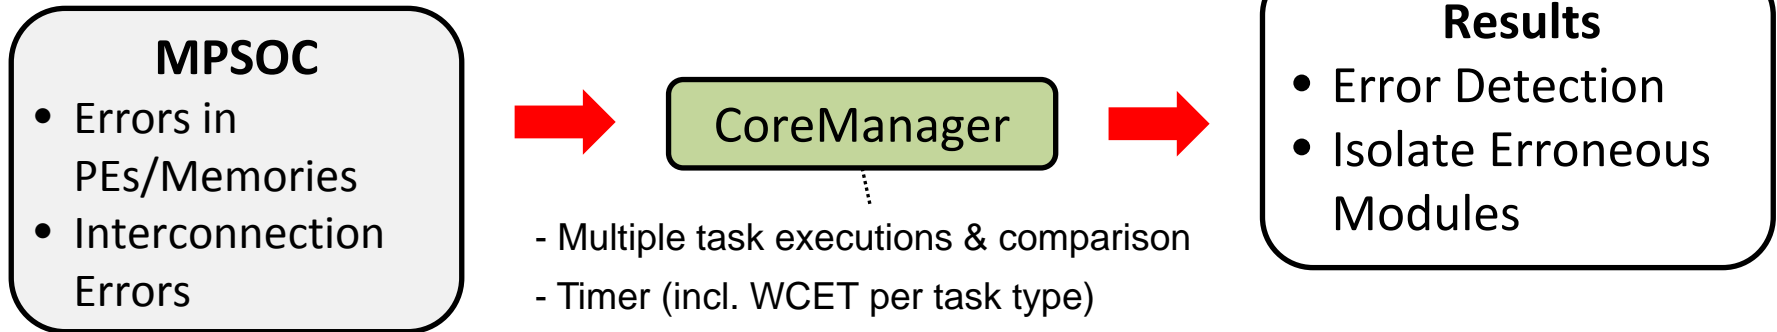 MPSOC
• Errors in
PEs/Memories
• Interconnection
Errors
CoreManager
- Multiple task executions & comparison
- Timer (incl. WCET per task type)
Results
• Error Detection
• Isolate Erroneous
Modules